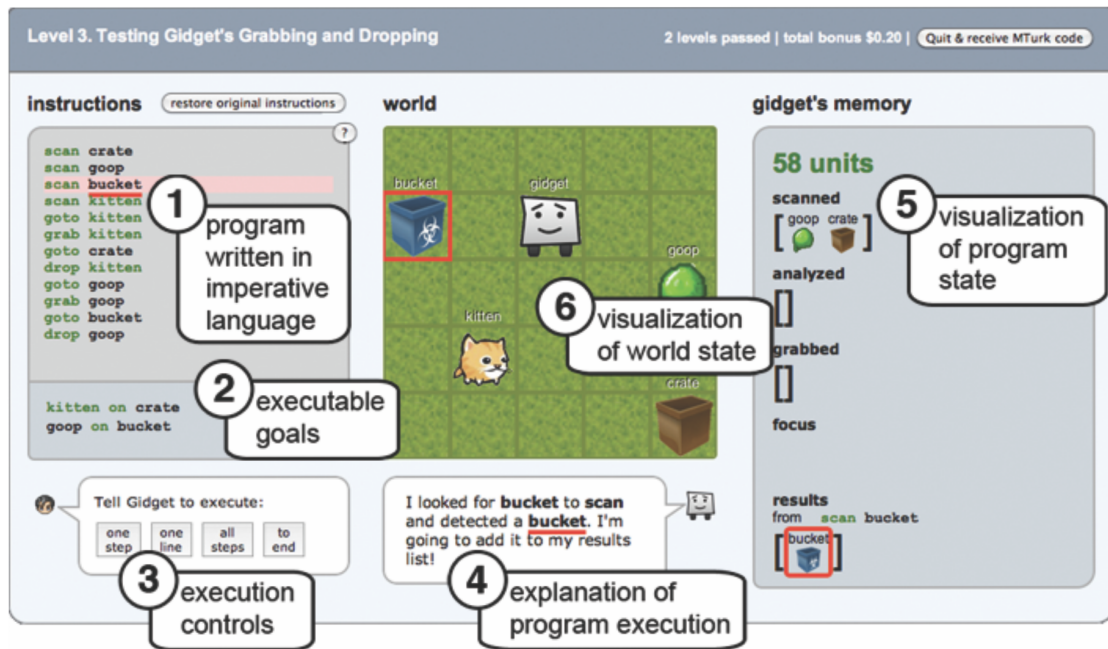 Level 3. Testing Gidget's Grabbing and Dropping
2 levels passed | total bonus $0.20 |
Quit & receive MTurk code
instructions
restore original instructions
?
scan crate
scan goop
scan bucket
scan kitten
goto kitten
grab kitten
goto crate
drop kitten
goto goop
grab goop
goto bucket
drop goop
1
program
written in
imperative
language
kitten on crate
goop on bucket
2
executable
goals
Tell Gidget to execute:
one
step
one
line
all
steps
to
end
3
execution
controls
world
bucket
gidget
goop
kitten
crate
6
visualization
of world state
I looked for bucket to scan
and detected a bucket. I'm
going to add it to my results
list!
4
explanation of
program execution
gidget's memory
58 units
scanned
[ goop crate ]
analyzed
[]
grabbed
[]
focus
results
from scan bucket
[ bucket ]
5
visualization
of program
state